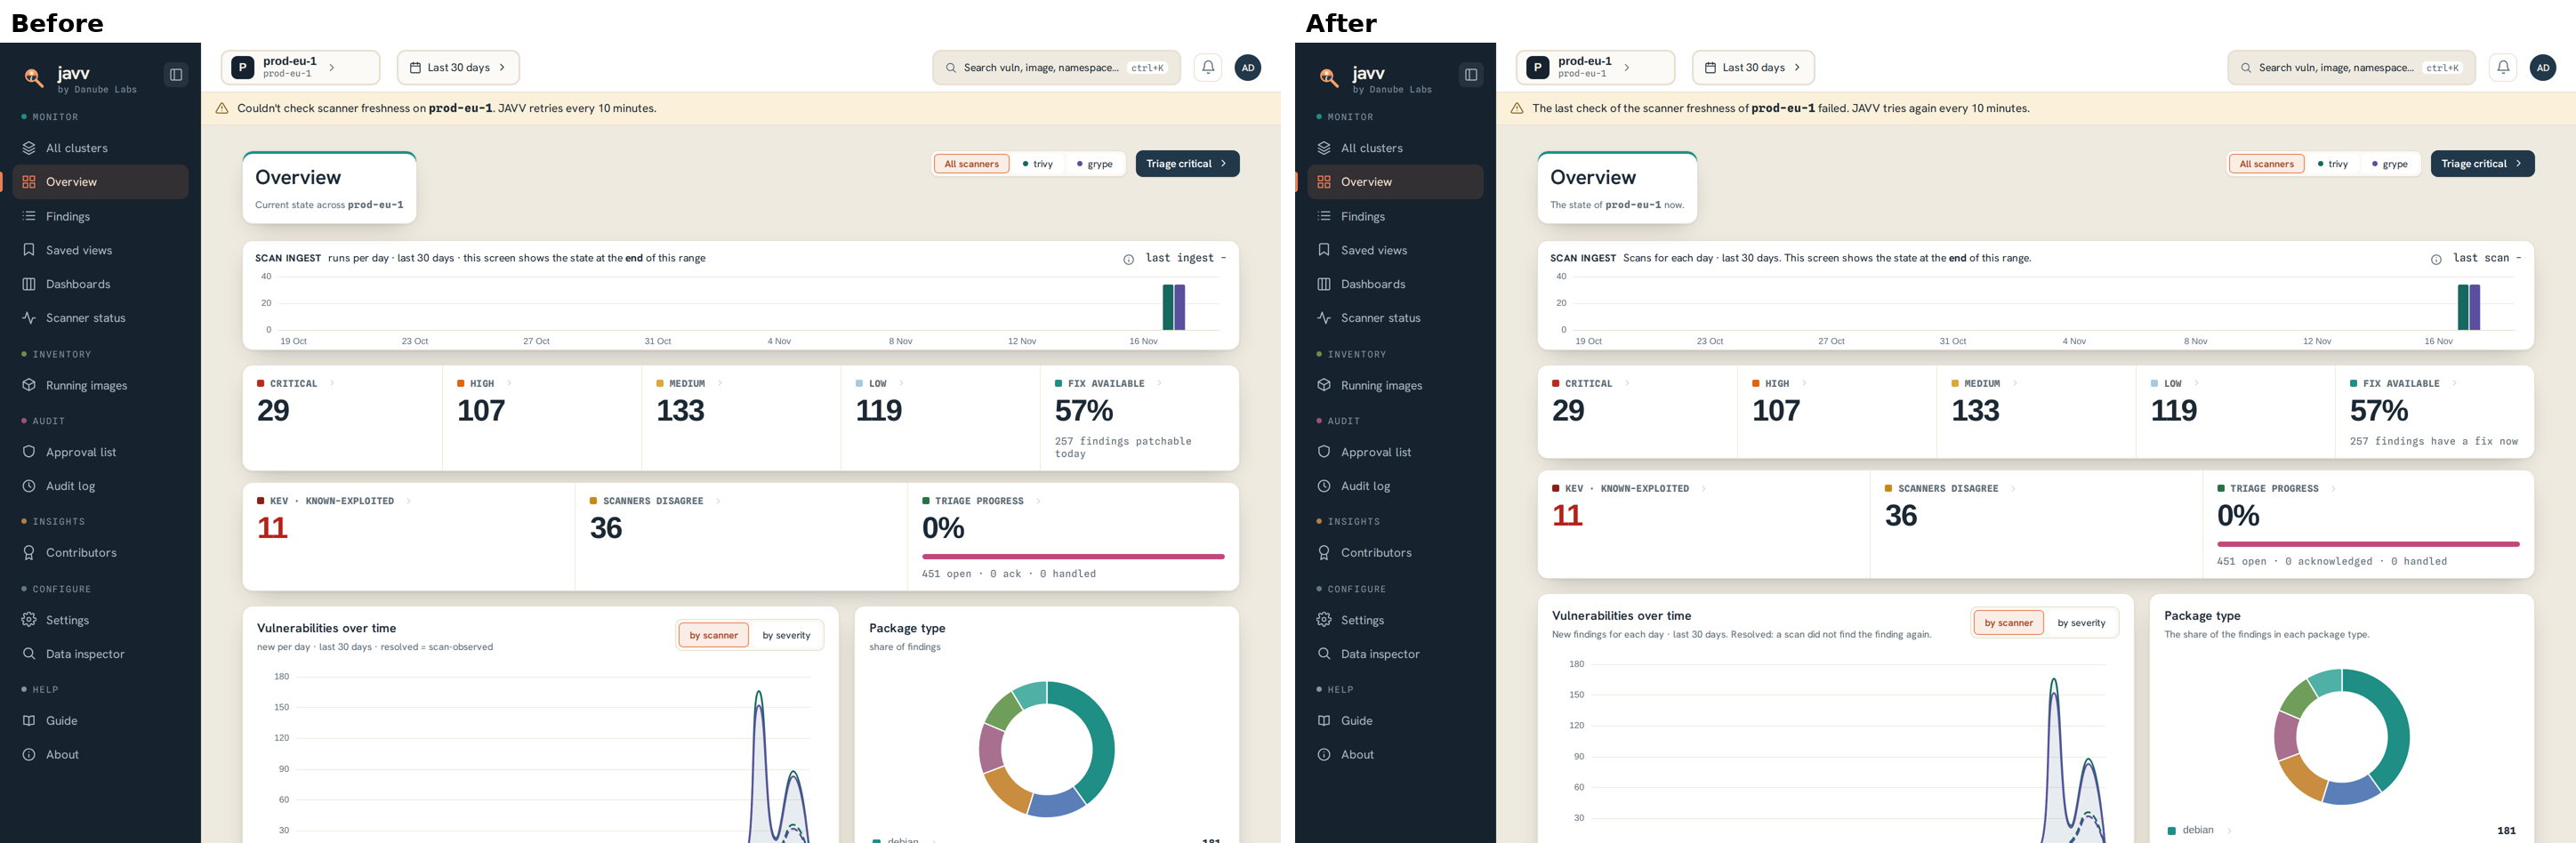 Before
javv
by Danube Labs
MONITOR
All clusters
Overview
Findings
Saved views
Dashboards
Scanner status
INVENTORY
Running images
AUDIT
Approval list
Audit log
INSIGHTS
Contributors
CONFIGURE
Settings
Data inspector
HELP
Guide
About
P prod-eu-1
prod-eu-1
Last 30 days
Search vuln, image, namespace... ctrl+K
AD
Couldn't check scanner freshness on prod-eu-1. JAVV retries every 10 minutes.
Overview
Current state across prod-eu-1
All scanners trivy grype Triage critical
SCAN INGEST runs per day · last 30 days · this screen shows the state at the end of this range
last ingest –
40
20
0
19 Oct 23 Oct 27 Oct 31 Oct 4 Nov 8 Nov 12 Nov 16 Nov
CRITICAL HIGH MEDIUM LOW FIX AVAILABLE
29 107 133 119 57%
257 findings patchable
today
KEV · KNOWN-EXPLOITED SCANNERS DISAGREE TRIAGE PROGRESS
11 36 0%
451 open · 0 ack · 0 handled
Vulnerabilities over time
new per day · last 30 days · resolved = scan-observed
by scanner by severity
180
150
120
90
60
30
Package type
share of findings
debian 181
After
javv
by Danube Labs
MONITOR
All clusters
Overview
Findings
Saved views
Dashboards
Scanner status
INVENTORY
Running images
AUDIT
Approval list
Audit log
INSIGHTS
Contributors
CONFIGURE
Settings
Data inspector
HELP
Guide
About
P prod-eu-1
prod-eu-1
Last 30 days
Search vuln, image, namespace... ctrl+K
AD
The last check of the scanner freshness of prod-eu-1 failed. JAVV tries again every 10 minutes.
Overview
The state of prod-eu-1 now.
All scanners trivy grype Triage critical
SCAN INGEST Scans for each day · last 30 days. This screen shows the state at the end of this range.
last scan –
40
20
0
19 Oct 23 Oct 27 Oct 31 Oct 4 Nov 8 Nov 12 Nov 16 Nov
CRITICAL HIGH MEDIUM LOW FIX AVAILABLE
29 107 133 119 57%
257 findings have a fix now
KEV · KNOWN-EXPLOITED SCANNERS DISAGREE TRIAGE PROGRESS
11 36 0%
451 open · 0 acknowledged · 0 handled
Vulnerabilities over time
New findings for each day · last 30 days. Resolved: a scan did not find the finding again.
by scanner by severity
180
150
120
90
60
30
Package type
The share of the findings in each package type.
debian 181